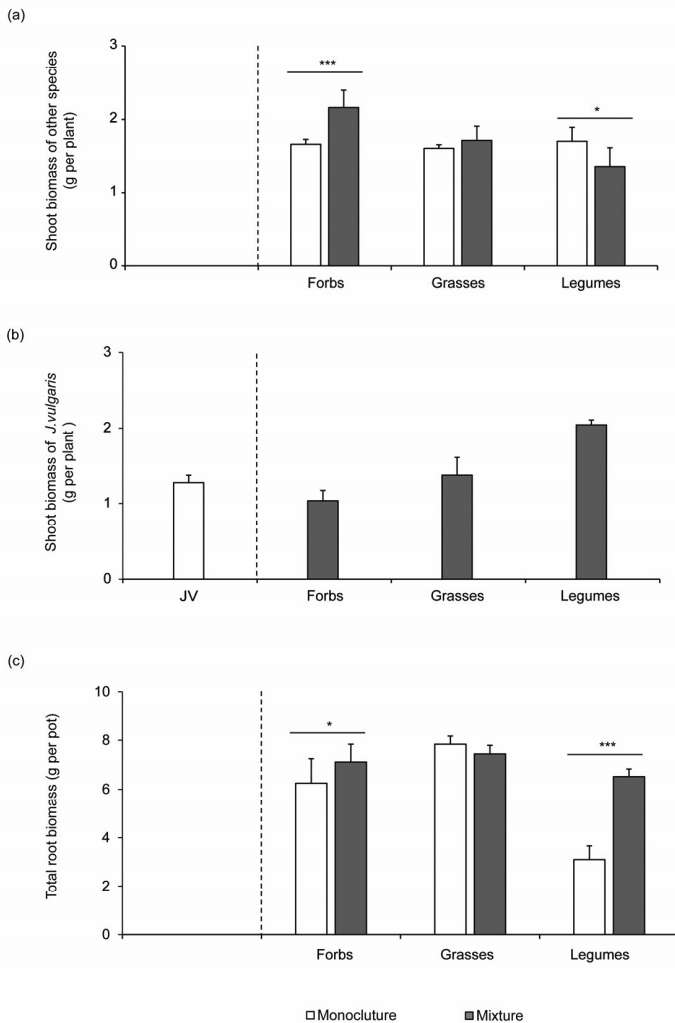 (a)
Shoot biomass of other species
(g per plant)
3
2
1
0
***
*
Forbs Grasses Legumes
(b)
Shoot biomass of J.vulgaris
(g per plant )
3
2
1
0
JV Forbs Grasses Legumes
(c)
Total root biomass (g per pot)
10
8
6
4
2
0
*
***
Forbs Grasses Legumes
Monocluture Mixture